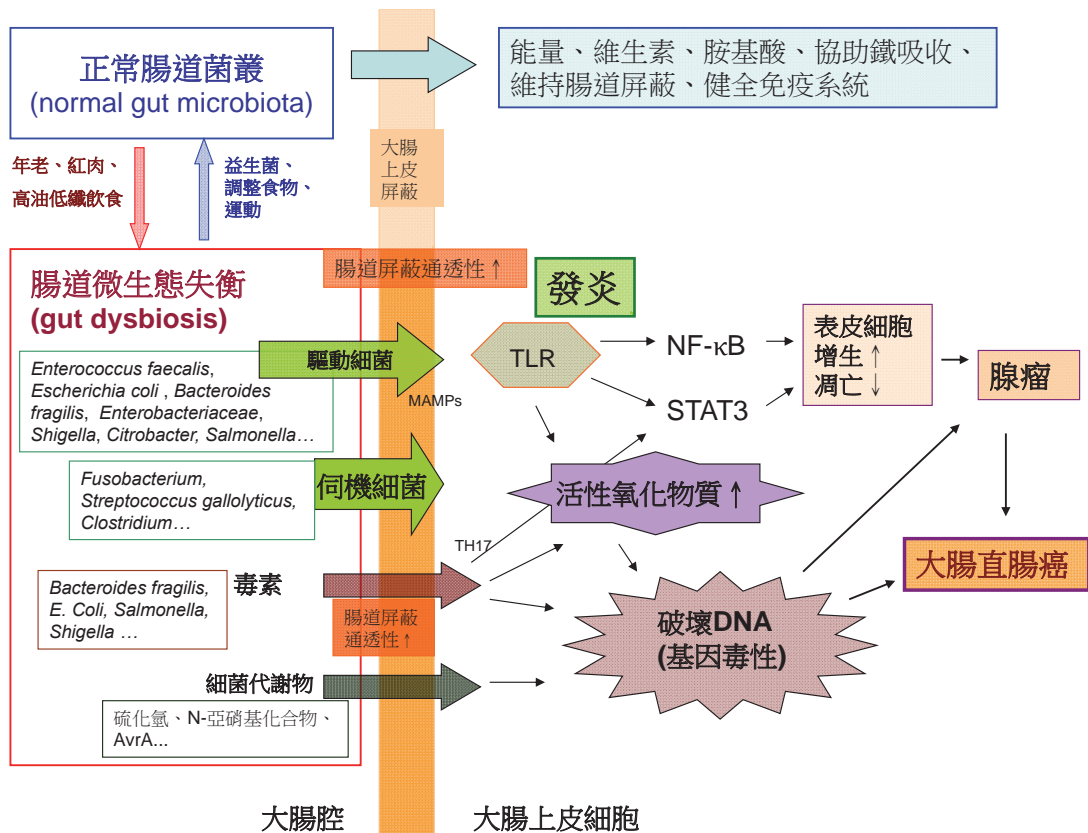 正常腸道菌叢
(normal gut microbiota)
能量、維生素、胺基酸、協助鐵吸收、
維持腸道屏蔽、健全免疫系統
大腸
上皮
屏蔽
年老、紅肉、
高油低纖飲食
益生菌、
調整食物、
運動
腸道屏蔽通透性↑
腸道微生態失衡
(gut dysbiosis)
發炎
驅動細菌
MAMPs
Enterococcus faecalis,
Escherichia coli , Bacteroides
fragilis, Enterobacteriaceae,
Shigella, Citrobacter, Salmonella…
TLR
NF-κB
STAT3
表皮細胞
增生↑
凋亡↓
腺瘤
Fusobacterium,
Streptococcus gallolyticus,
Clostridium…
伺機細菌
活性氧化物質↑
TH17
大腸直腸癌
Bacteroides fragilis,
E. Coli, Salmonella,
Shigella …
毒素
腸道屏蔽
通透性↑
破壞DNA
(基因毒性)
細菌代謝物
硫化氫、N-亞硝基化合物、
AvrA...
大腸腔
大腸上皮細胞